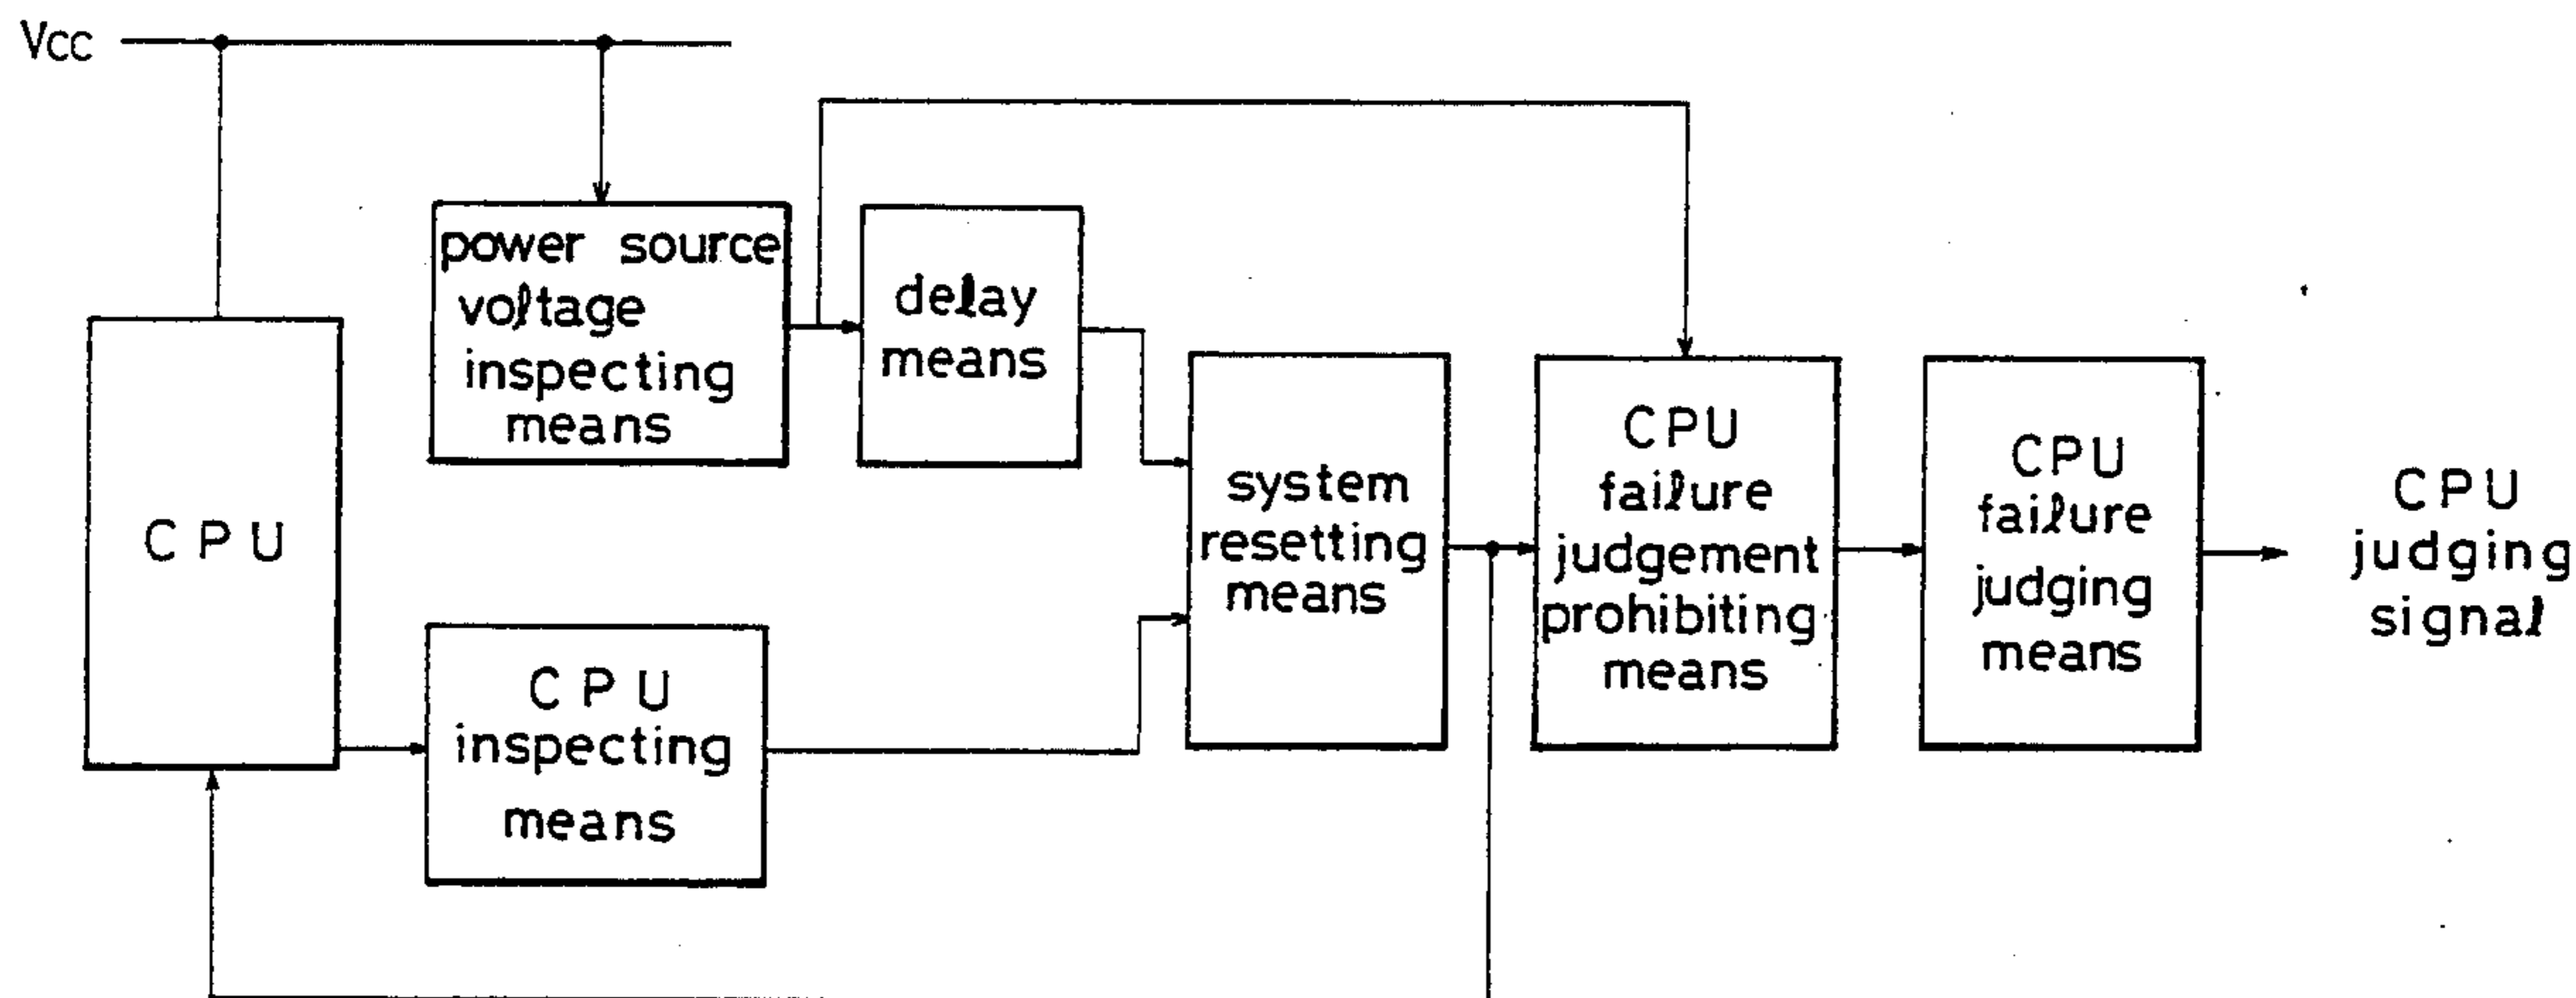 Vcc
power source
voltage
inspecting
means
delay
means
CPU
CPU
inspecting
means
system
resetting
means
CPU
failure
judgement
prohibiting
means
CPU
failure
judging
means
CPU
judging
signal